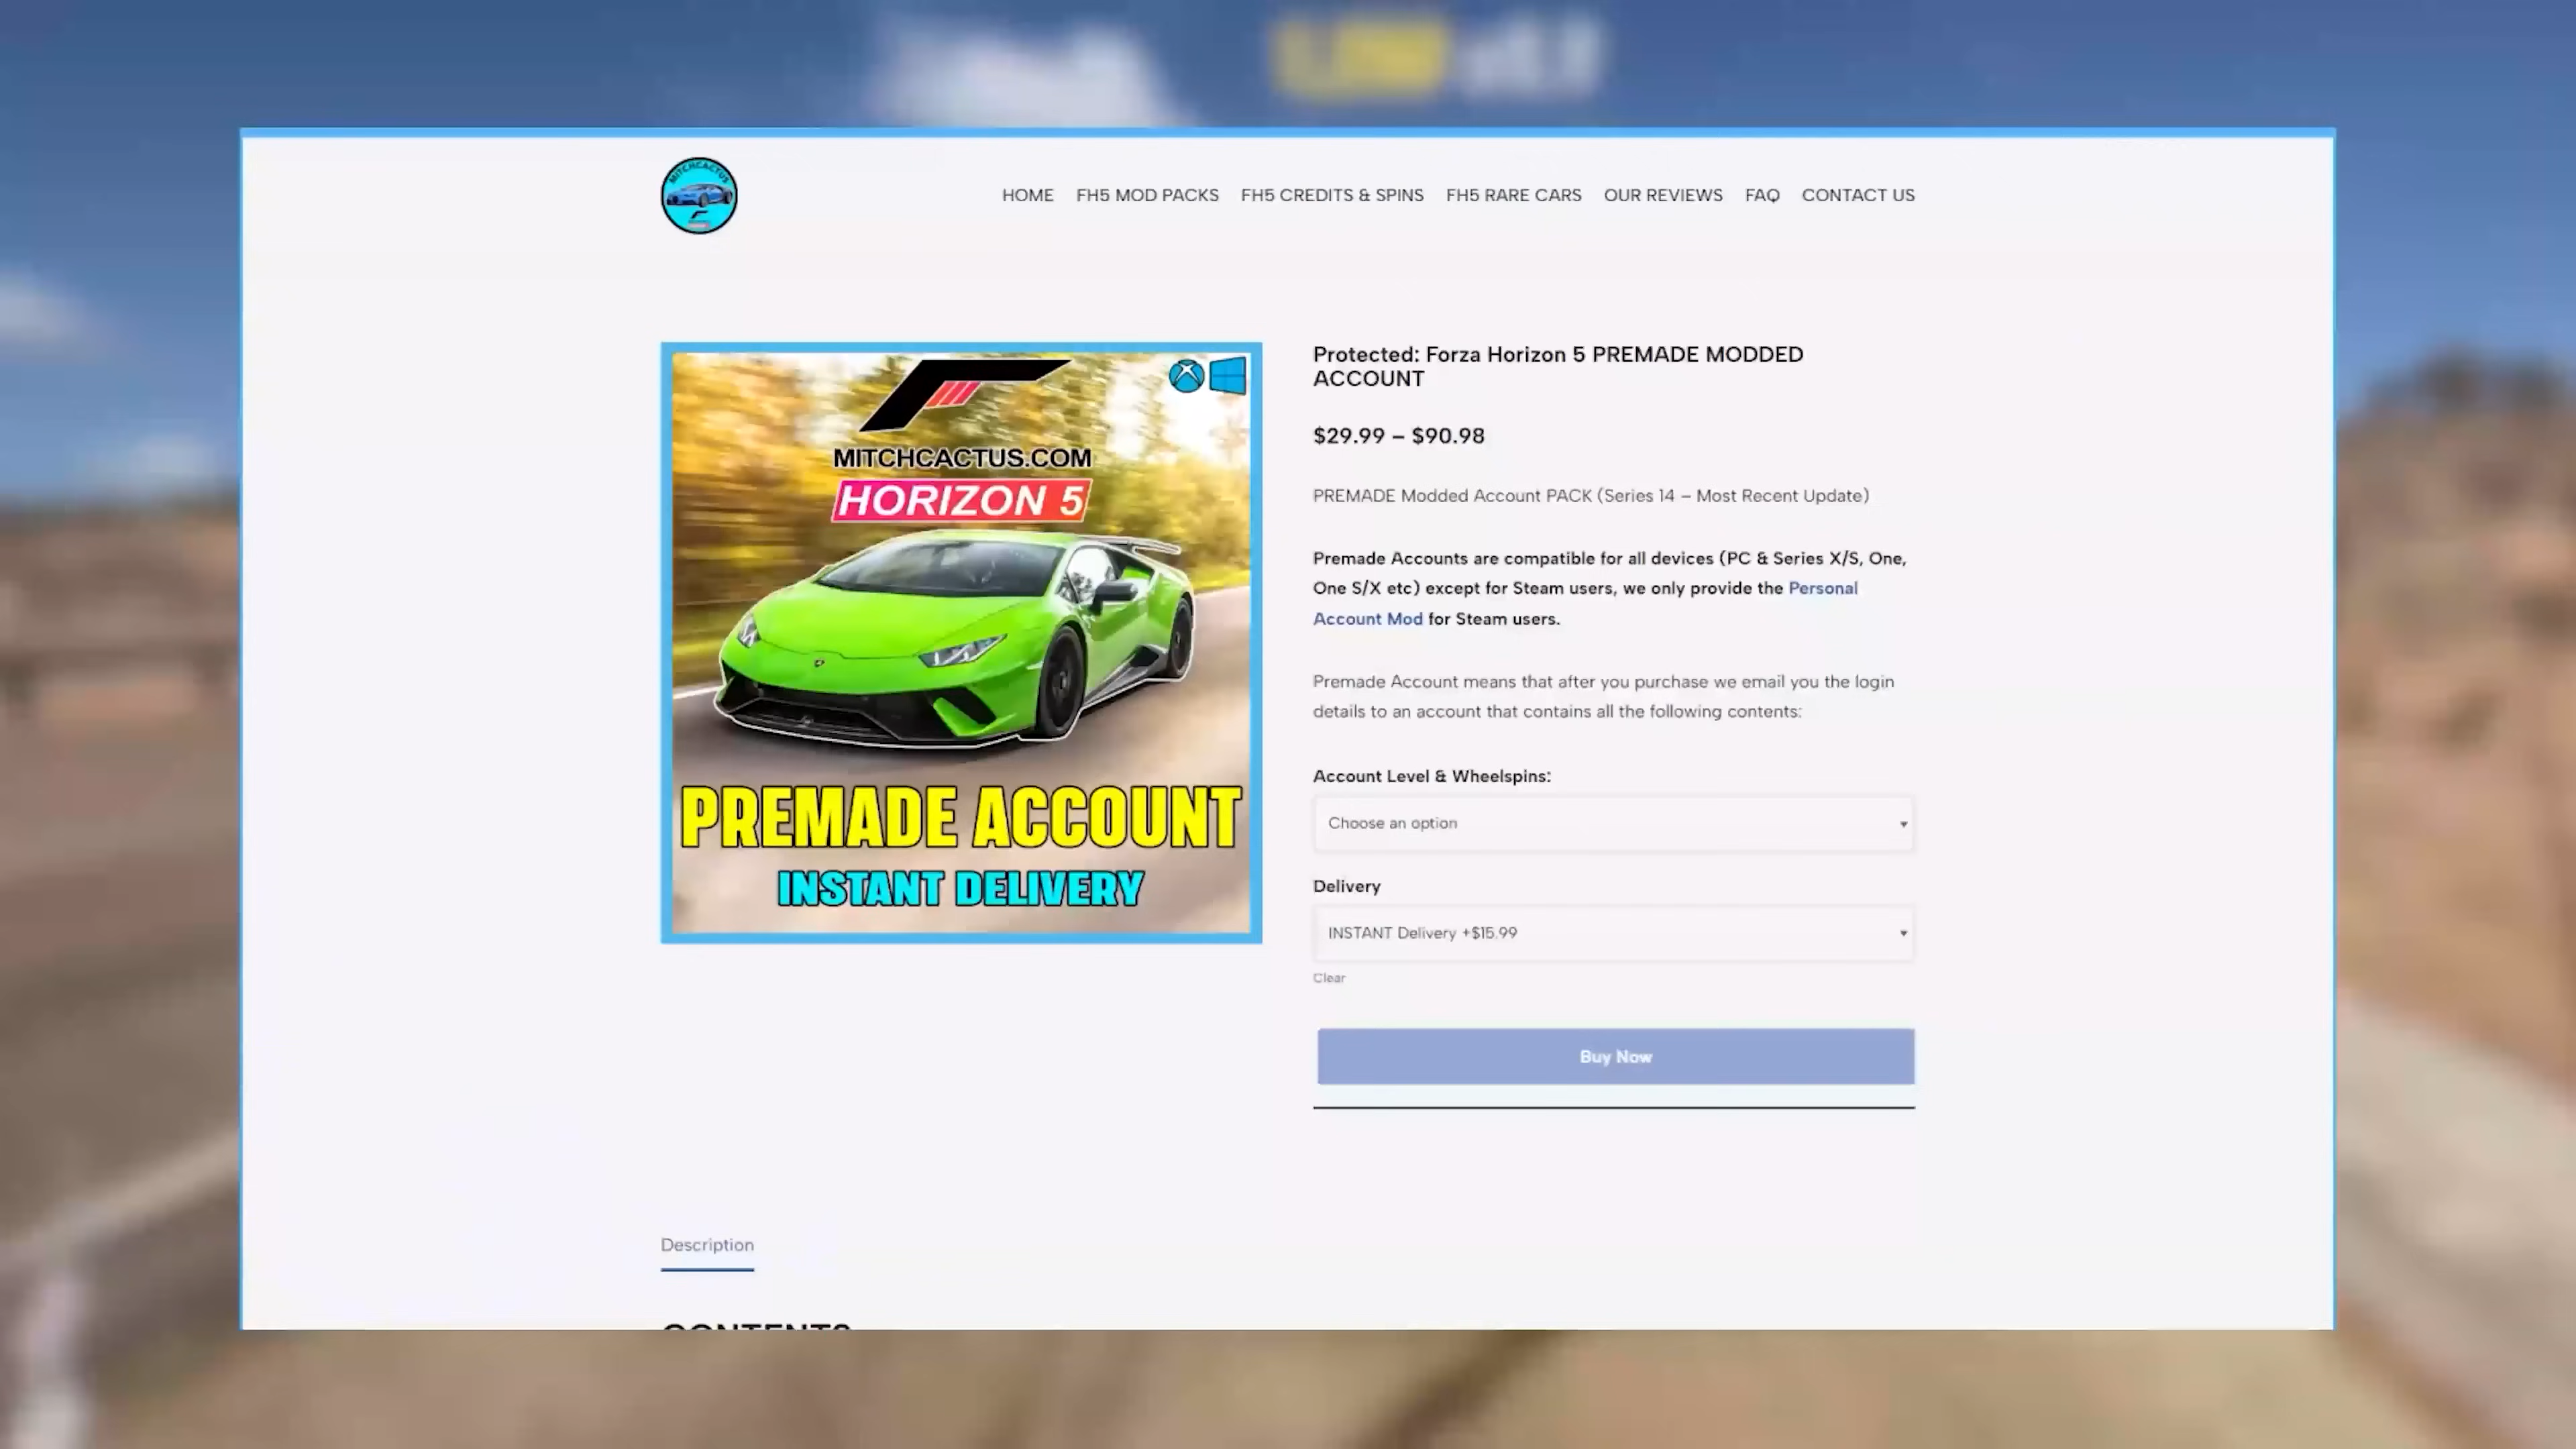 MITCHCACTUS
HOME FH5 MOD PACKS FH5 CREDITS & SPINS FH5 RARE CARS OUR REVIEWS FAQ CONTACT US
MITCHCACTUS.COM
HORIZON 5
PREMADE ACCOUNT
INSTANT DELIVERY
Protected: Forza Horizon 5 PREMADE MODDED
ACCOUNT
$29.99 – $90.98
PREMADE Modded Account PACK (Series 14 – Most Recent Update)
Premade Accounts are compatible for all devices (PC & Series X/S, One,
One S/X etc) except for Steam users, we only provide the Personal
Account Mod for Steam users.
Premade Account means that after you purchase we email you the login
details to an account that contains all the following contents:
Account Level & Wheelspins:
Choose an option
Delivery
INSTANT Delivery +$15.99
Clear
Buy Now
Description
CONTENTS